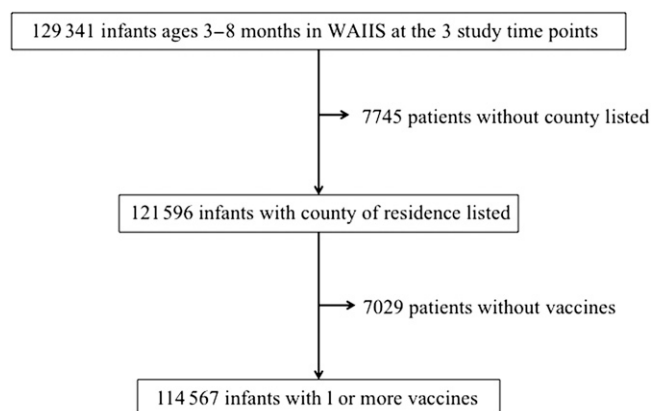 129 341 infants ages 3–8 months in WAIIS at the 3 study time points
7745 patients without county listed
121 596 infants with county of residence listed
7029 patients without vaccines
114 567 infants with 1 or more vaccines